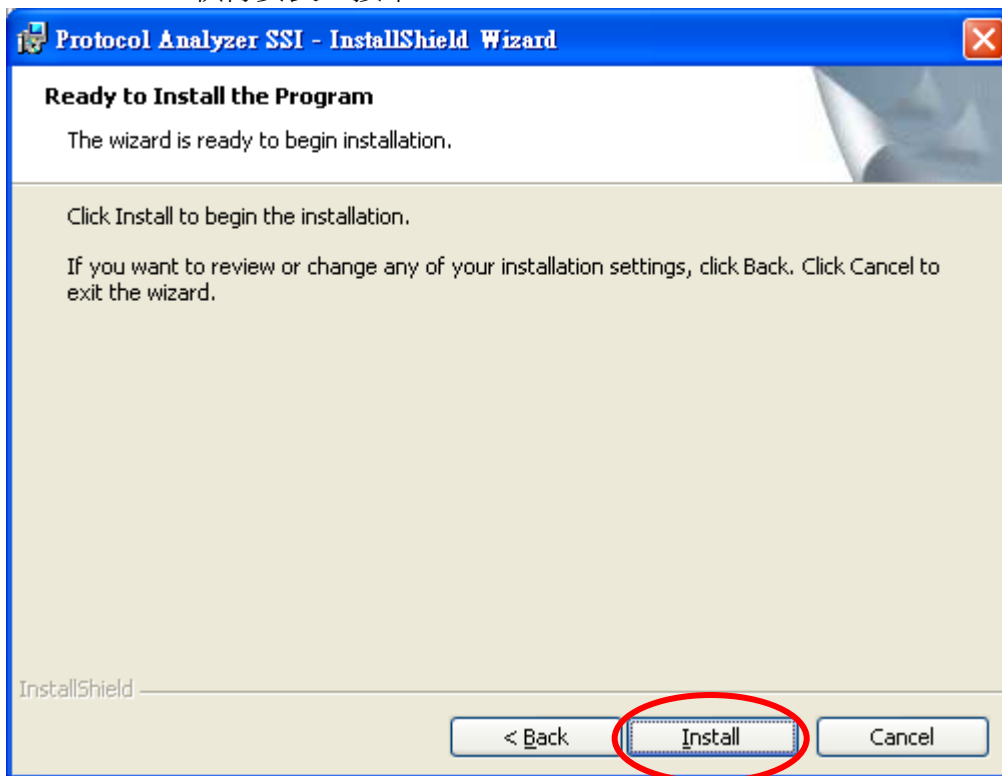 Protocol Analyzer SSI - InstallShield Wizard
Ready to Install the Program
The wizard is ready to begin installation.
Click Install to begin the installation.
If you want to review or change any of your installation settings, click Back. Click Cancel to
exit the wizard.
InstallShield
< Back
Install
Cancel